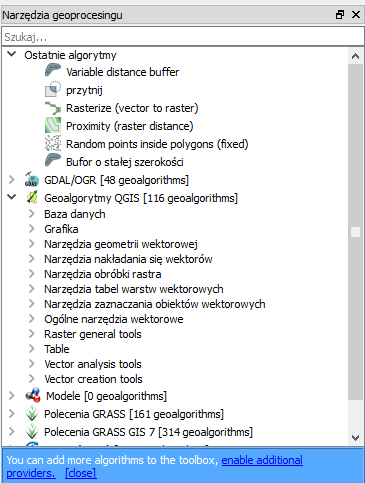 Narzędzia geoprocesingu
Szukaj...
Ostatnie algorytmy
Variable distance buffer
przytnij
Rasterize (vector to raster)
Proximity (raster distance)
Random points inside polygons (fixed)
Bufor o stałej szerokości
GDAL/OGR [48 geoalgorithms]
Geoalgorytmy QGIS [116 geoalgorithms]
Baza danych
Grafika
Narzędzia geometrii wektorowej
Narzędzia nakładania się wektorów
Narzędzia obróbki rastra
Narzędzia tabel warstw wektorowych
Narzędzia zaznaczania obiektów wektorowych
Ogólne narzędzia wektorowe
Raster general tools
Table
Vector analysis tools
Vector creation tools
Modele [0 geoalgorithms]
Polecenia GRASS [161 geoalgorithms]
Polecenia GRASS GIS 7 [314 geoalgorithms]
You can add more algorithms to the toolbox, enable additional
providers. [close]